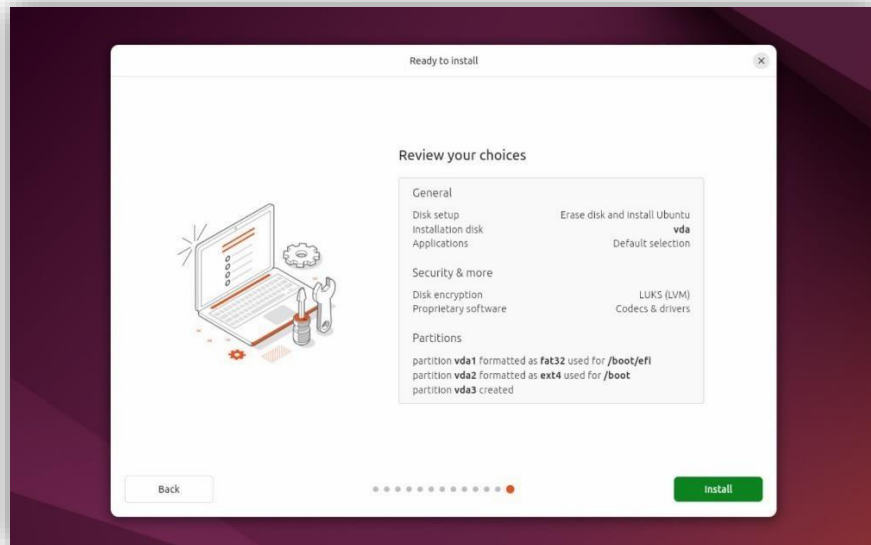 Ready to install
Review your choices
General
Disk setup Erase disk and install Ubuntu
Installation disk vda
Applications Default selection
Security & more
Disk encryption LUKS (LVM)
Proprietary software Codecs & drivers
Partitions
partition vda1 formatted as fat32 used for /boot/efi
partition vda2 formatted as ext4 used for /boot
partition vda3 created
Back Install